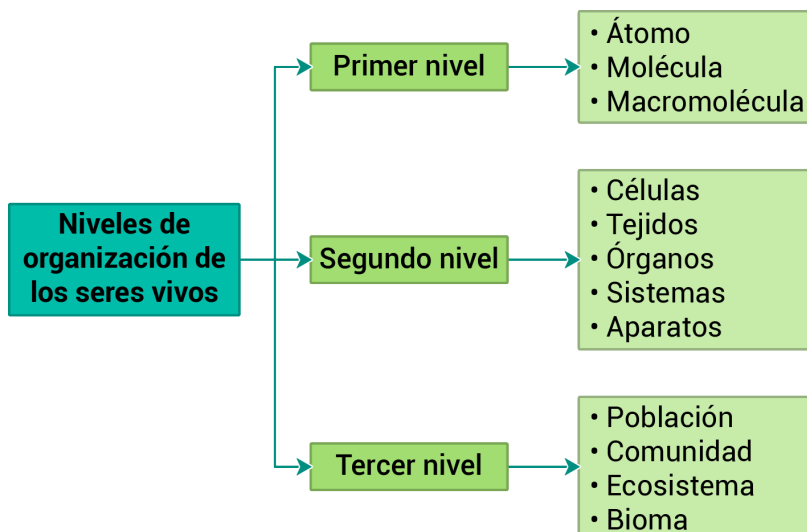 Niveles de
organización de
los seres vivos
Primer nivel
• Átomo
• Molécula
• Macromolécula
Segundo nivel
• Células
• Tejidos
• Órganos
• Sistemas
• Aparatos
Tercer nivel
• Población
• Comunidad
• Ecosistema
• Bioma